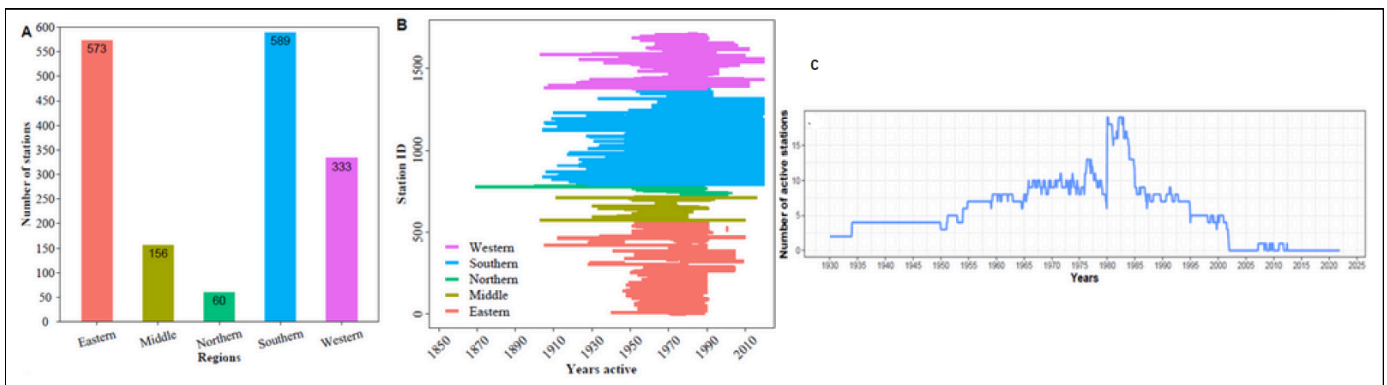 A
Number of stations
600
550
500
450
400
350
300
250
200
150
100
50
0
573
156
60
589
333
Eastern
Middle
Northern
Southern
Western
Regions
B
Station ID
1500
1000
500
0
Western
Southern
Northern
Middle
Eastern
1850
1870
1890
1910
1930
1950
1970
1990
2010
Years active
C
Number of active stations
15
10
5
0
1930
1935
1940
1945
1950
1955
1960
1965
1970
1975
1980
1985
1990
1995
2000
2005
2010
2015
2020
2025
Years